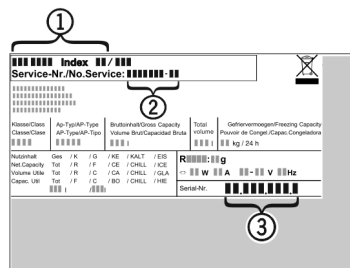 1
Index /
Service-Nr./No.Service: -
2
Klasse/Class Ag-Typ/AP-Type Bruttoinhalt/Gross Capacity Total Gefriervermoegen/Freezing Capacity
Classe/Clase AP-Type/AP-Tipo Volume Brut/Capacidad Bruta volume Pouvoir de Congel./Capac.Congeladora
l l kg / 24 h
Nutzinhalt Ges / K / G / KE / KALT / EIS
Net.Capacity Tot / R / F / CE / CHILL / ICE
Volume Utile Tot / R / C / CA / CHILL / GLA
Capac. Util Tot / F / C / BO / CHILL / HIE
l / l
R : g
W A - V Hz
Serial-Nr. . . .
3